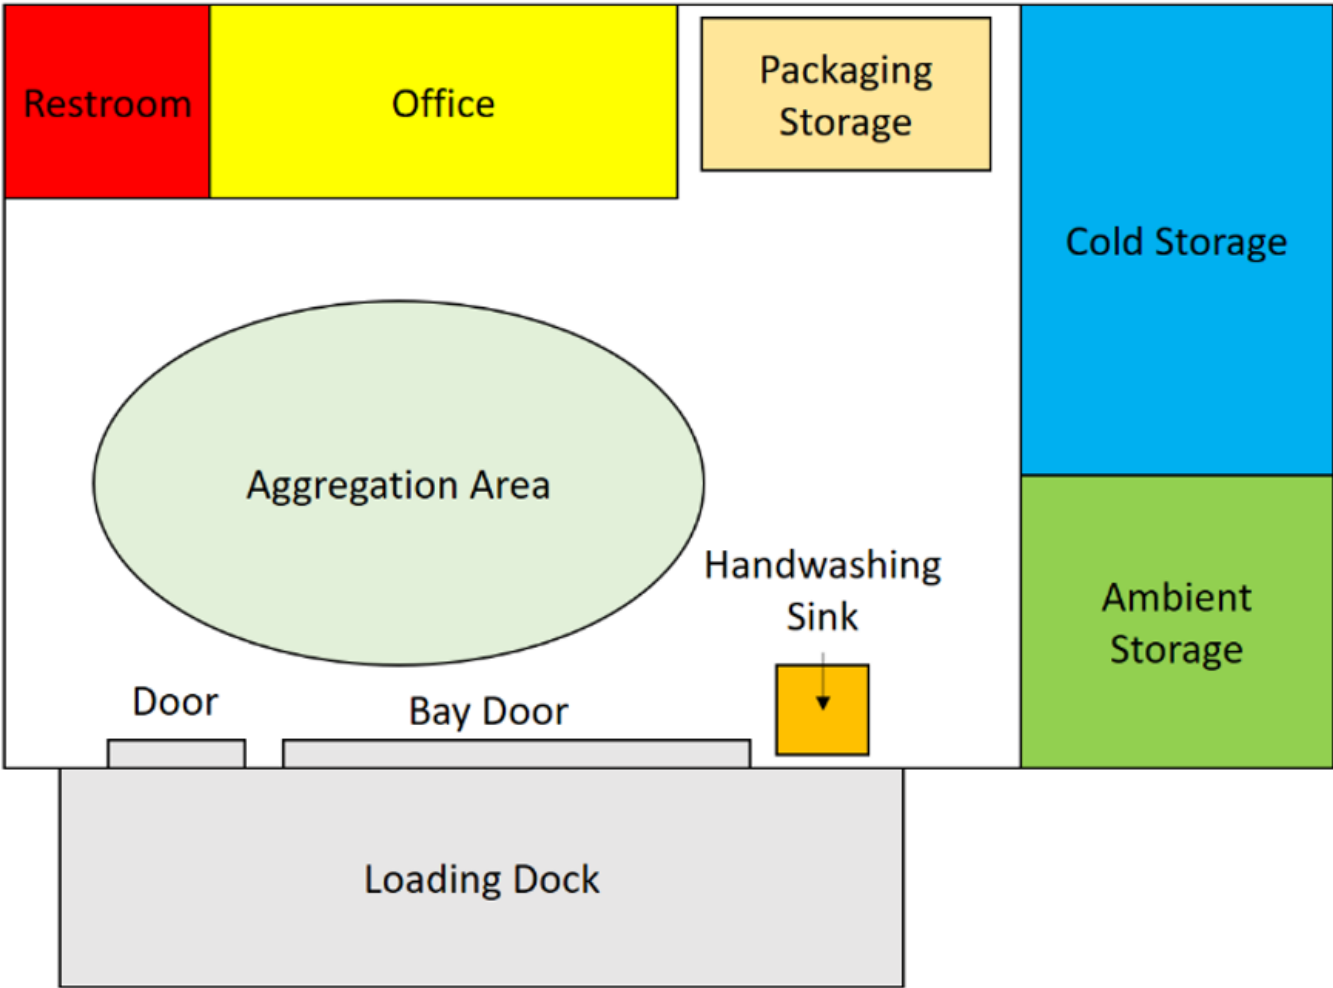 Restroom
Office
Packaging
Storage
Cold Storage
Aggregation Area
Handwashing
Sink
Ambient
Storage
Door
Bay Door
Loading Dock